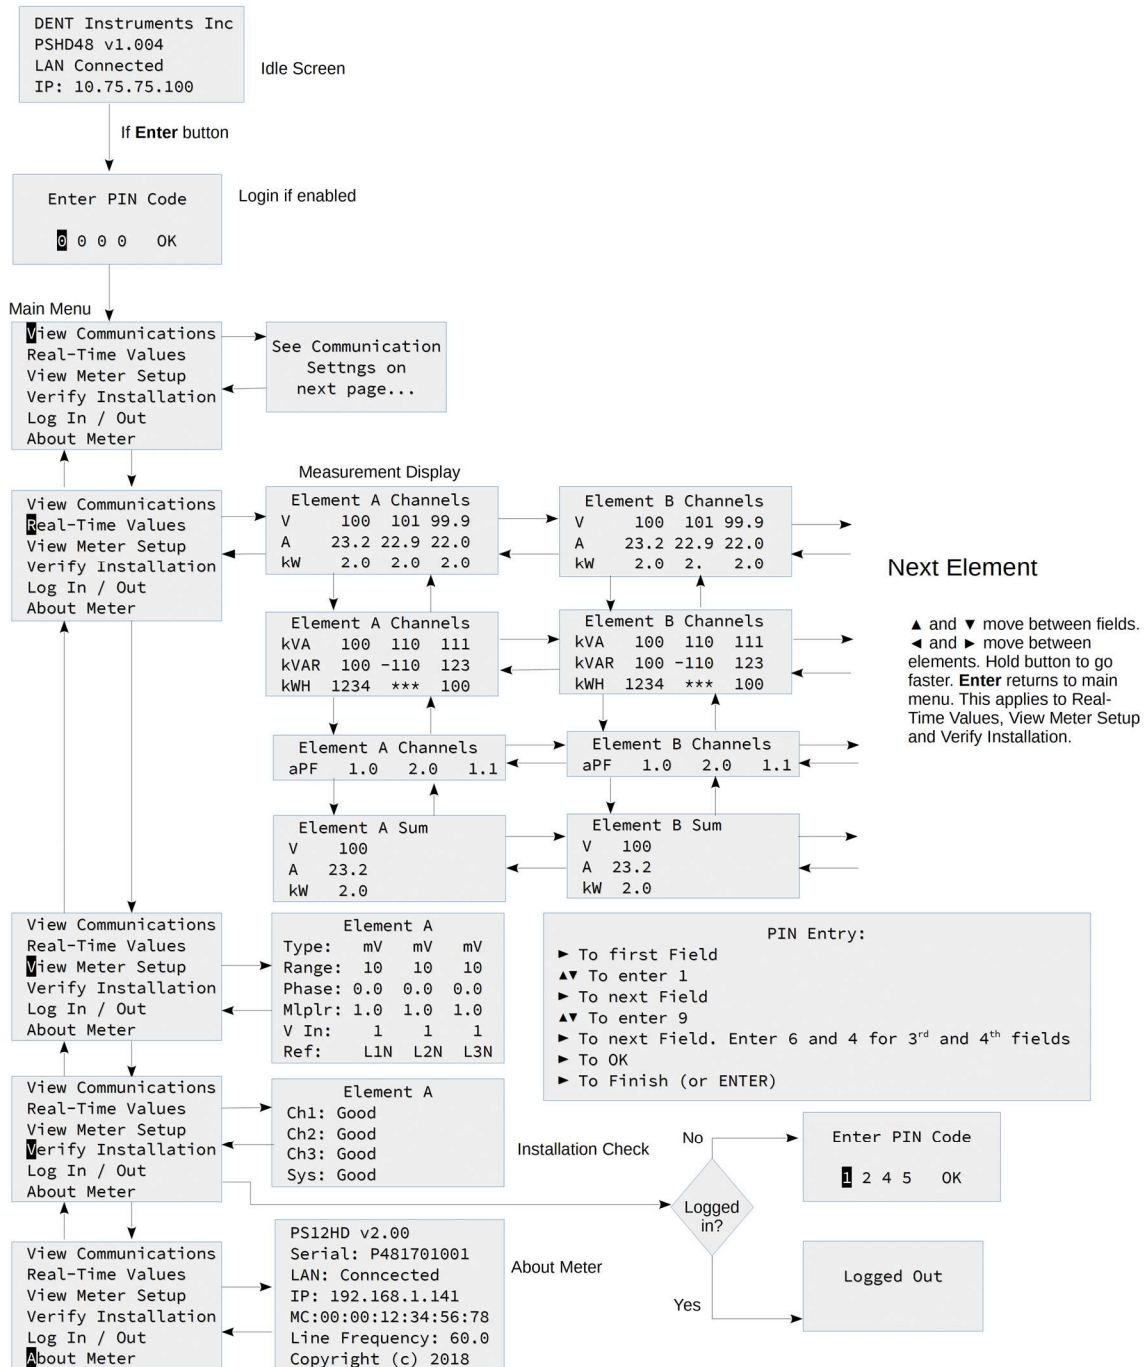 DENT Instruments Inc
PSHD48 v1.004
LAN Connected
IP: 10.75.75.100
Idle Screen
If Enter button
Enter PIN Code
0 0 0 0 OK
Login if enabled
Main Menu
View Communications
Real-Time Values
View Meter Setup
Verify Installation
Log In / Out
About Meter
See Communication
Settngs on
next page...
View Communications
Real-Time Values
View Meter Setup
Verify Installation
Log In / Out
About Meter
Measurement Display
Element A Channels
V 100 101 99.9
A 23.2 22.9 22.0
kW 2.0 2.0 2.0
Element B Channels
V 100 101 99.9
A 23.2 22.9 22.0
kW 2.0 2.
Next Element
▲ and ▼ move between fields.
◄ and ► move between
elements. Hold button to go
faster. Enter returns to main
menu. This applies to Real-
Time Values, View Meter Setup
and Verify Installation.
Element A Channels
kVA 100 110 111
kVAR 100 -110 123
kWH 1234 *** 100
Element B Channels
kVA 100 110 111
kVAR 100 -110 123
kWH 1234 *** 100
Element A Channels
aPF 1.0 2.0 1.1
Element B Channels
aPF 1.0 2.0 1.1
Element A Sum
V 100
A 23.2
kW 2.0
Element B Sum
V 100
A 23.2
kW 2.0
View Communications
Real-Time Values
View Meter Setup
Verify Installation
Log In / Out
About Meter
Element A
Type: mV mV mV
Range: 10 10 10
Phase: 0.0 0.0 0.0
Mlplr: 1.0 1.0 1.0
V In: 1 1 1
Ref: L1N L2N L3N
PIN Entry:
► To first Field
▲▼ To enter 1
► To next Field
▲▼ To enter 9
► To next Field. Enter 6 and 4 for 3rd and 4th fields
► To OK
► To Finish (or ENTER)
View Communications
Real-Time Values
View Meter Setup
Verify Installation
Log In / Out
About Meter
Element A
Ch1: Good
Ch2: Good
Ch3: Good
Sys: Good
Installation Check
No
Logged
in?
Yes
Enter PIN Code
1 2 4 5 OK
Logged Out
View Communications
Real-Time Values
View Meter Setup
Verify Installation
Log In / Out
About Meter
PS12HD v2.00
Serial: P481701001
LAN: Conncected
IP: 192.168.1.141
MC:00:00:12:34:56:78
Line Frequency: 60.0
Copyright (c) 2018
About Meter